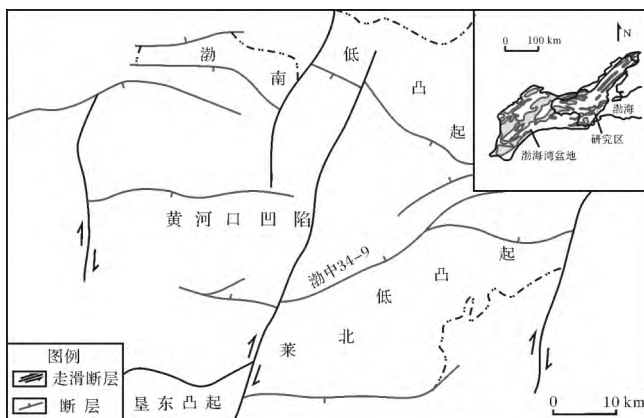 渤南低凸起
0 100 km
N
渤海
研究区
渤海湾盆地
黄河口凹陷
渤中34-9
莱北低凸起
图例
走滑断层
断层
垦东凸起
0 10 km